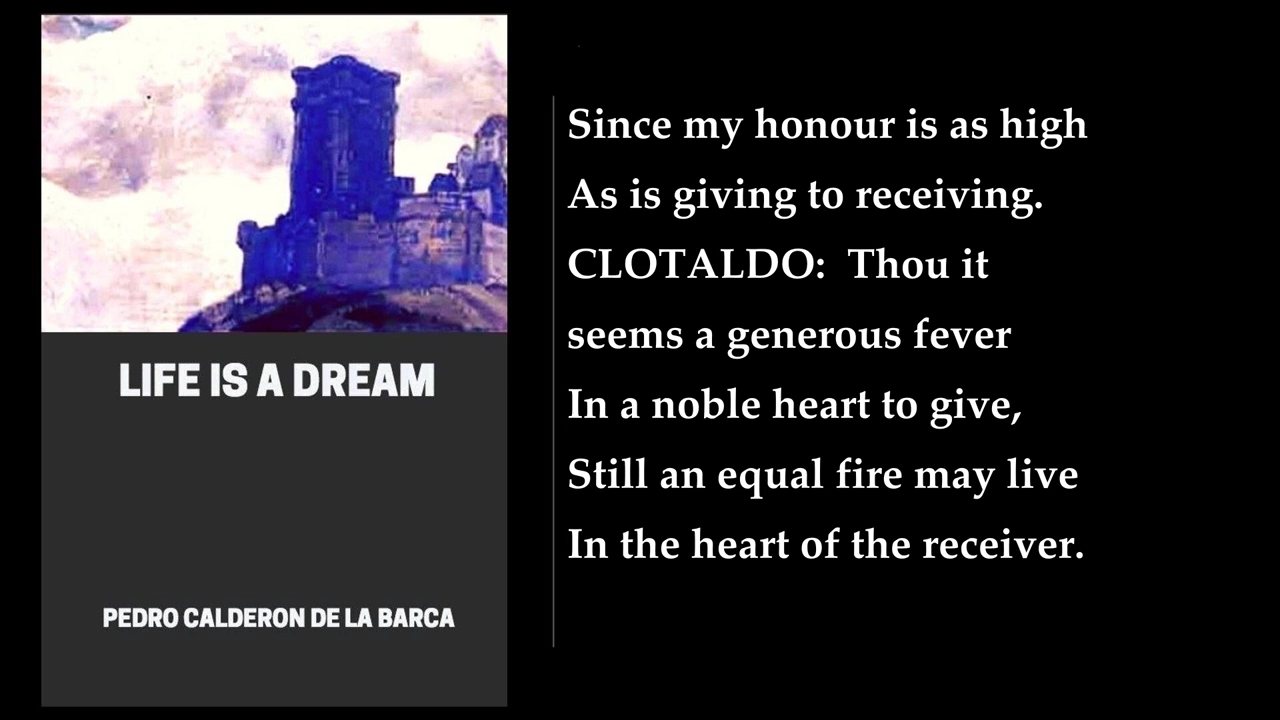 LIFE IS A DREAM
PEDRO CALDERON DE LA BARCA
Since my honour is as high
As is giving to receiving.
CLOTALDO:  Thou it
seems a generous fever
In a noble heart to give,
Still an equal fire may live
In the heart of the receiver.